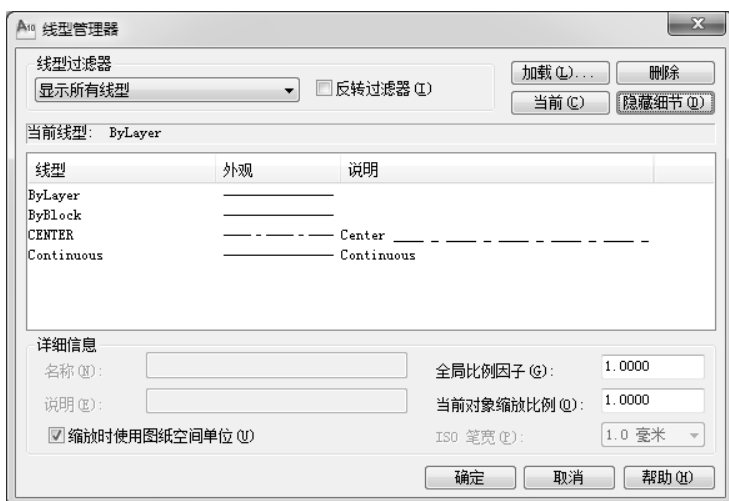 A10 线型管理器
线型过滤器
显示所有线型 反转过滤器(I) 加载(L)... 删除
当前(C) 隐藏细节(D)
当前线型: ByLayer
线型 外观 说明
ByLayer
ByBlock
CENTER Center
Continuous Continuous
详细信息
名称(N): 全局比例因子(G): 1.0000
说明(E): 当前对象缩放比例(O): 1.0000
缩放时使用图纸空间单位(U) ISO 笔宽(P): 1.0 毫米
确定 取消 帮助(H)